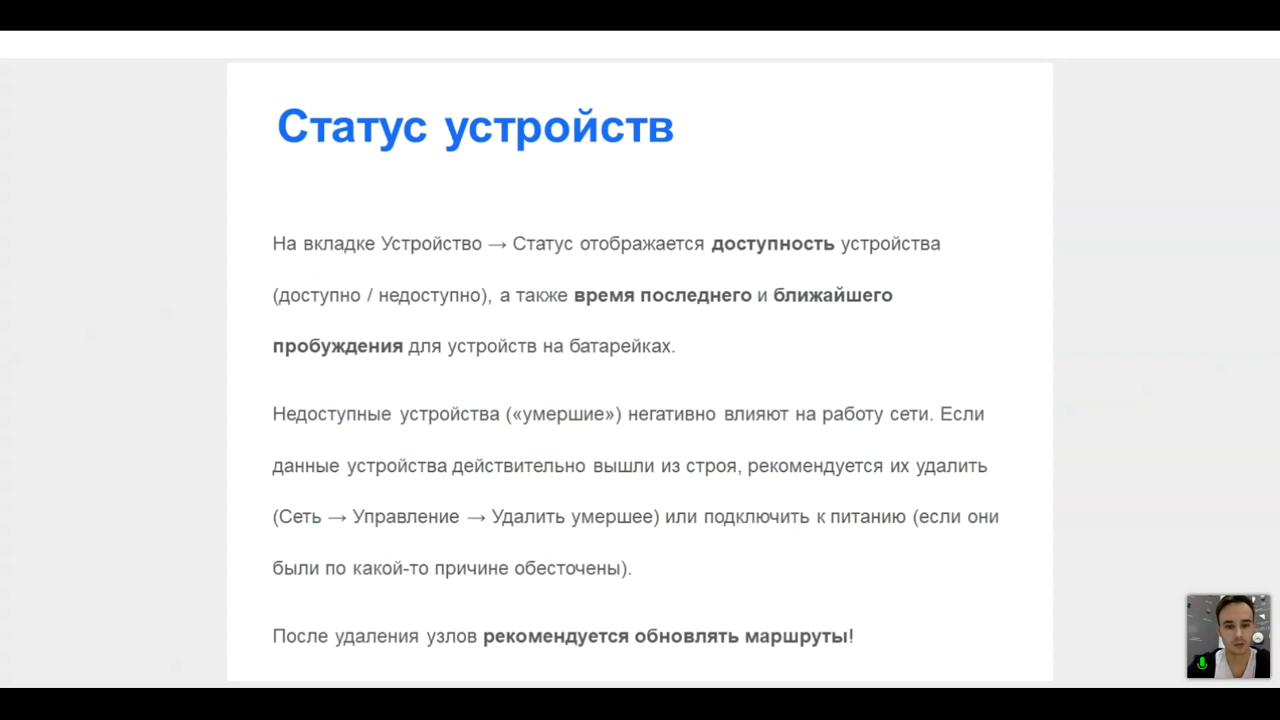 Статус устройств
На вкладке Устройство → Статус отображается доступность устройства
(доступно / недоступно), а также время последнего и ближайшего
пробуждения для устройств на батарейках.
Недоступные устройства («умершие») негативно влияют на работу сети. Если
данные устройства действительно вышли из строя, рекомендуется их удалить
(Сеть → Управление → Удалить умершее) или подключить к питанию (если они
были по какой-то причине обесточены).
После удаления узлов рекомендуется обновлять маршруты!